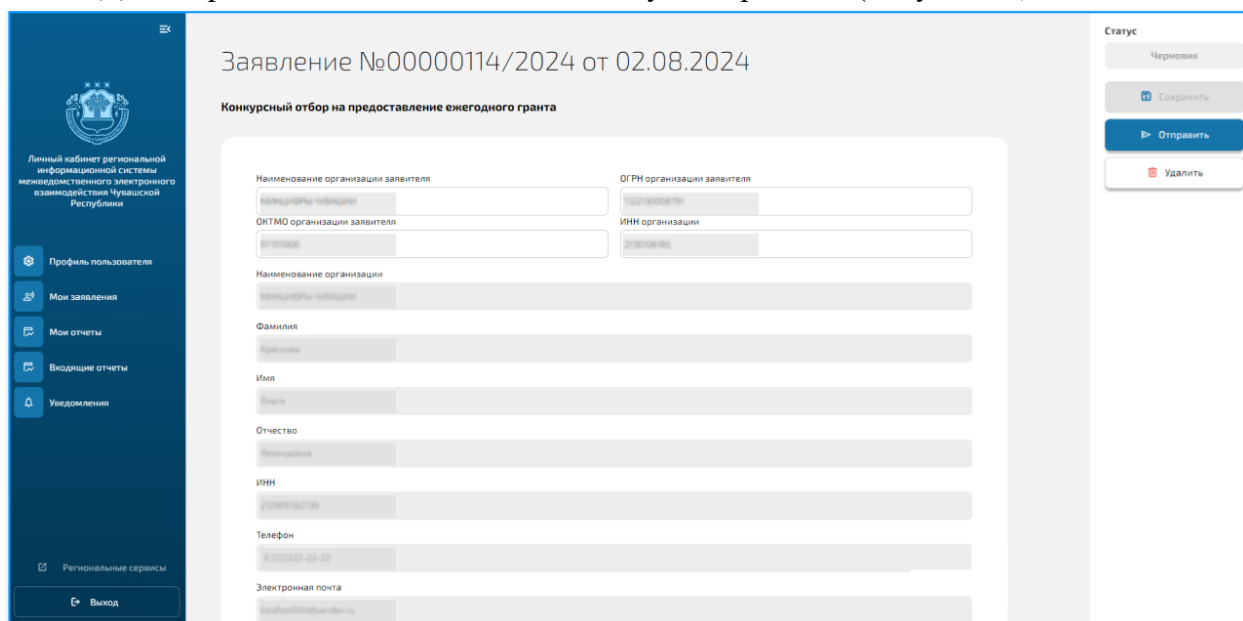 Заявление №00000114/2024 от 02.08.2024
Конкурсный отбор на предоставление ежегодного гранта
Личный кабинет региональной
информационной системы
межведомственного электронного
взаимодействия Чувашской
Республики
Профиль пользователя
Мои заявления
Мои отчеты
Входящие отчеты
Уведомления
Региональные сервисы
Выход
Наименование организации заявителя
ОГРН организации заявителя
ОКТМО организации заявителя
ИНН организации
Наименование организации
Фамилия
Имя
Отчество
ИНН
Телефон
Электронная почта
Статус
Черновик
Сохранить
Отправить
Удалить